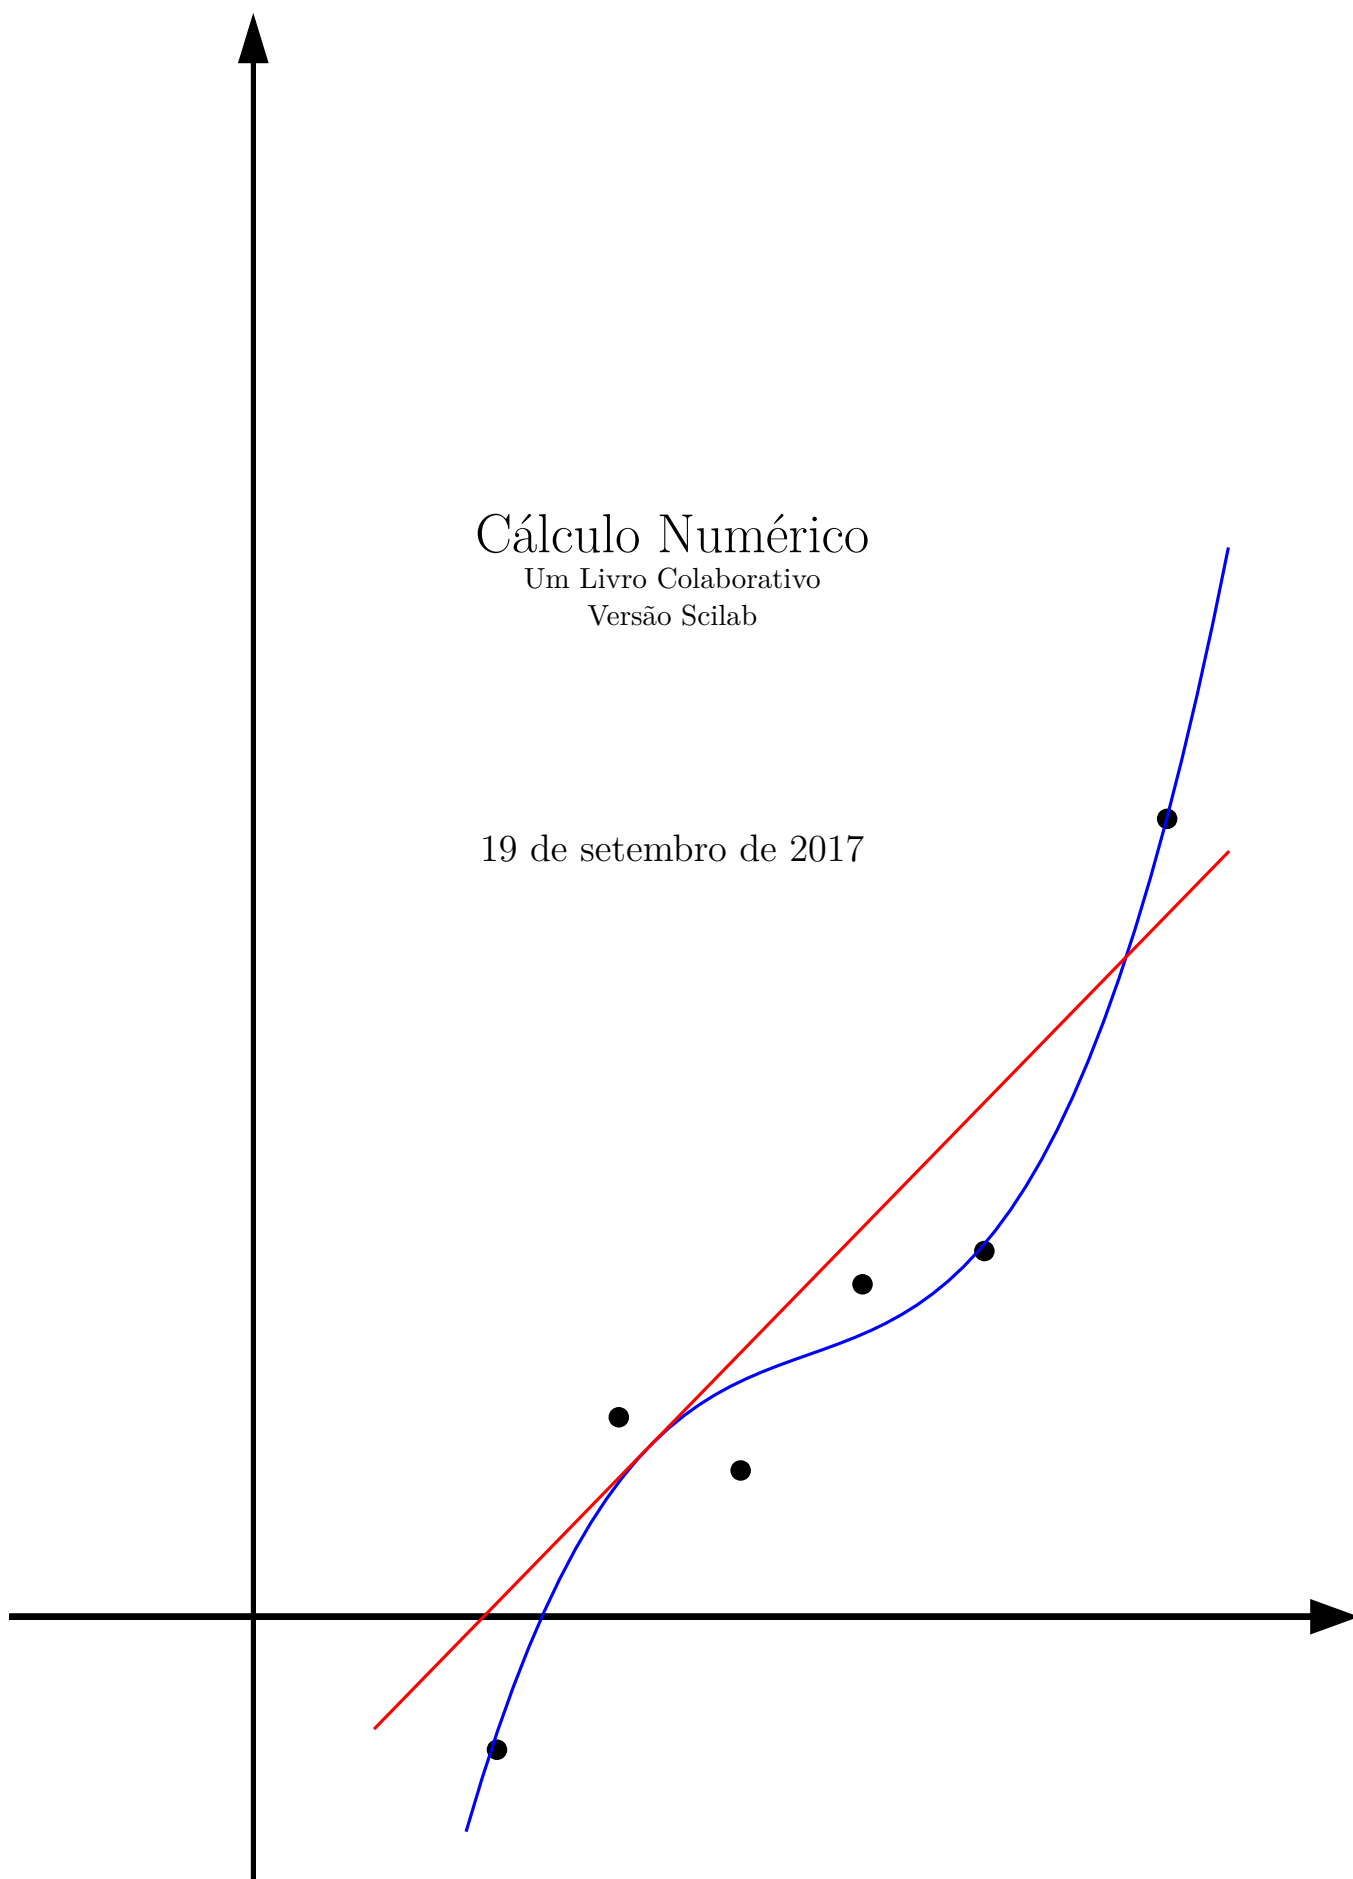 Cálculo Numérico
Um Livro Colaborativo
Versão Scilab
19 de setembro de 2017